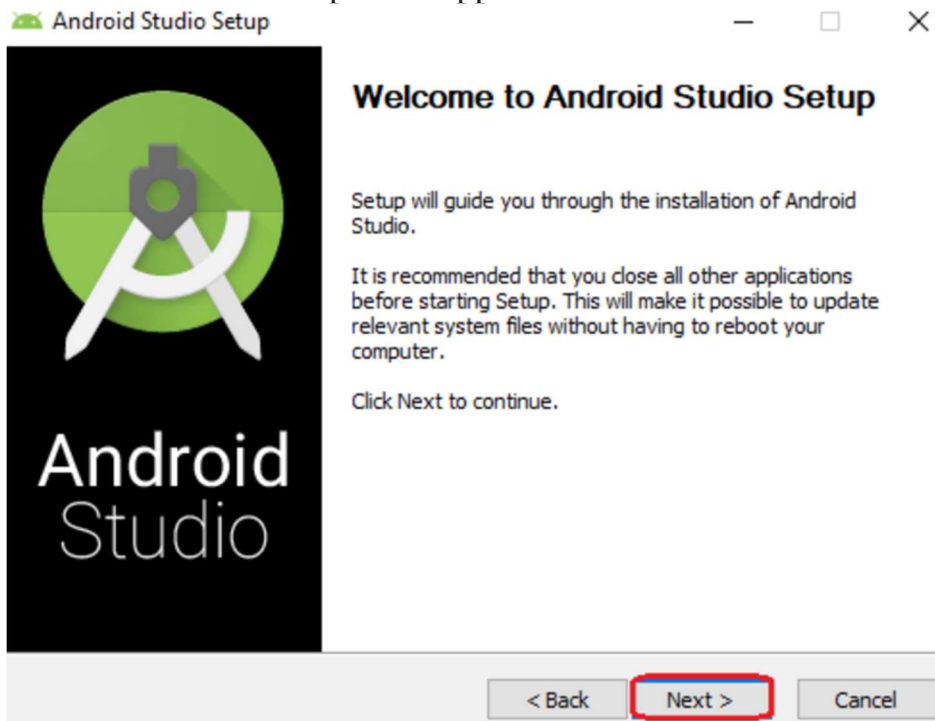 Android Studio Setup
Welcome to Android Studio Setup
Setup will guide you through the installation of Android
Studio.
It is recommended that you close all other applications
before starting Setup. This will make it possible to update
relevant system files without having to reboot your
computer.
Click Next to continue.
Android
Studio
< Back
Next >
Cancel